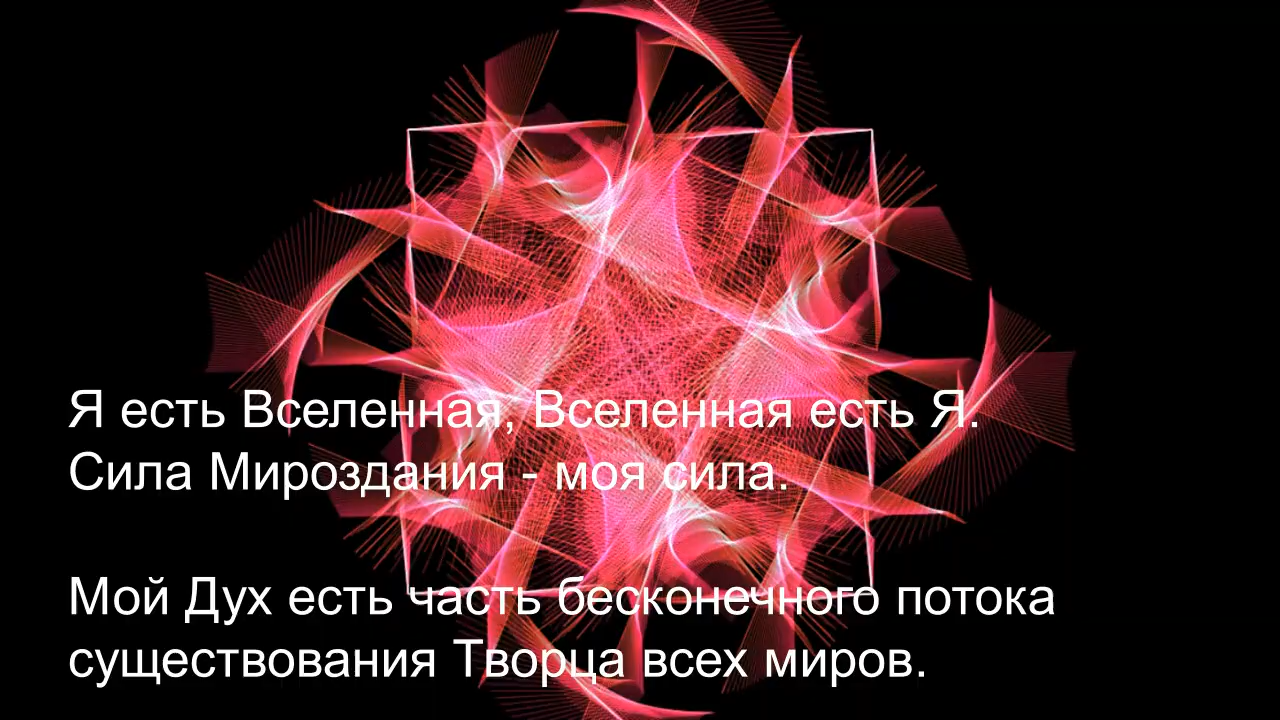 Я есть Вселенная, Вселенная есть Я.
Сила Мироздания - моя сила.
Мой Дух есть часть бесконечного потока
существования Творца всех миров.